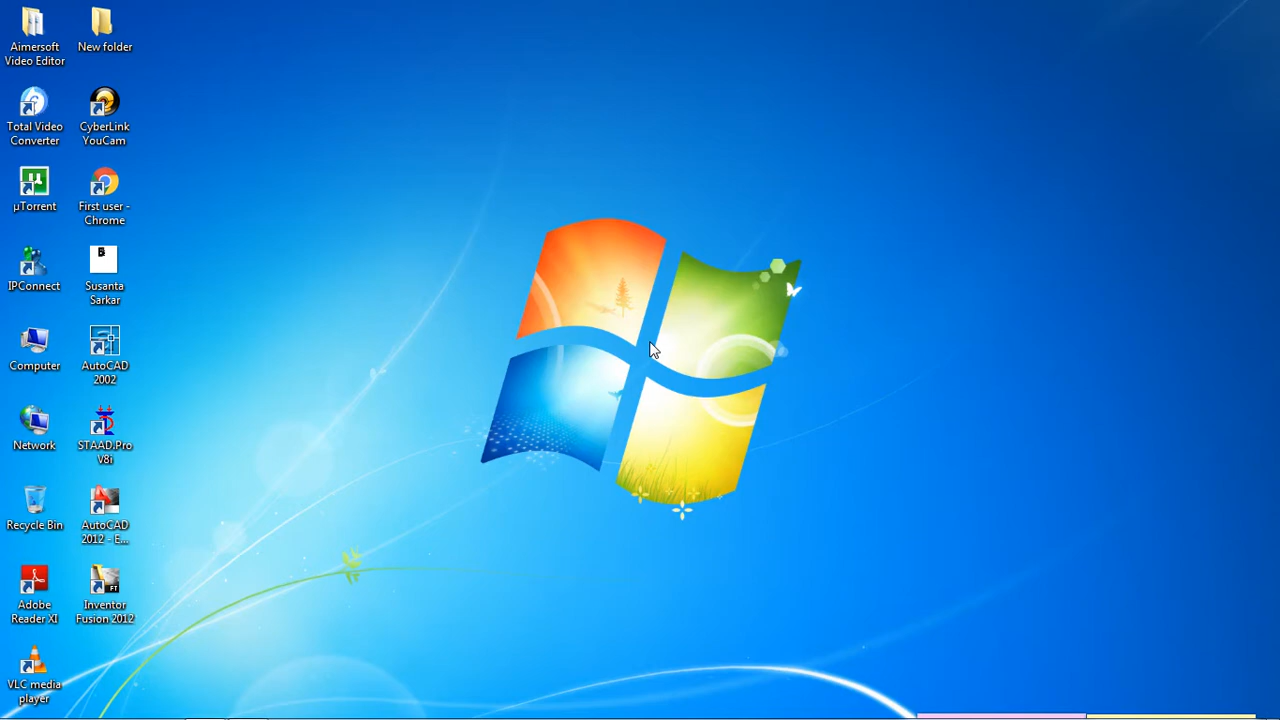 Aimersoft
Video Editor
New folder
Total Video
Converter
CyberLink
YouCam
µTorrent
First user -
Chrome
IPConnect
Susanta
Sarkar
Computer
AutoCAD
2002
Network
STAAD.Pro
V8i
Recycle Bin
AutoCAD
2012 - E...
Adobe
Reader XI
Inventor
Fusion 2012
FT
VLC media
player